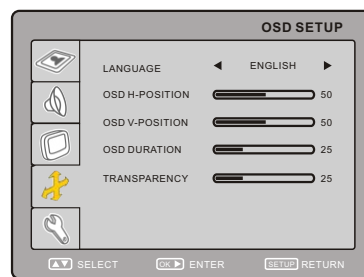 OSD SETUP
LANGUAGE ENGLISH
OSD H-POSITION 50
OSD V-POSITION 50
OSD DURATION 25
TRANSPARENCY 25
SELECT OK ENTER SETUP RETURN